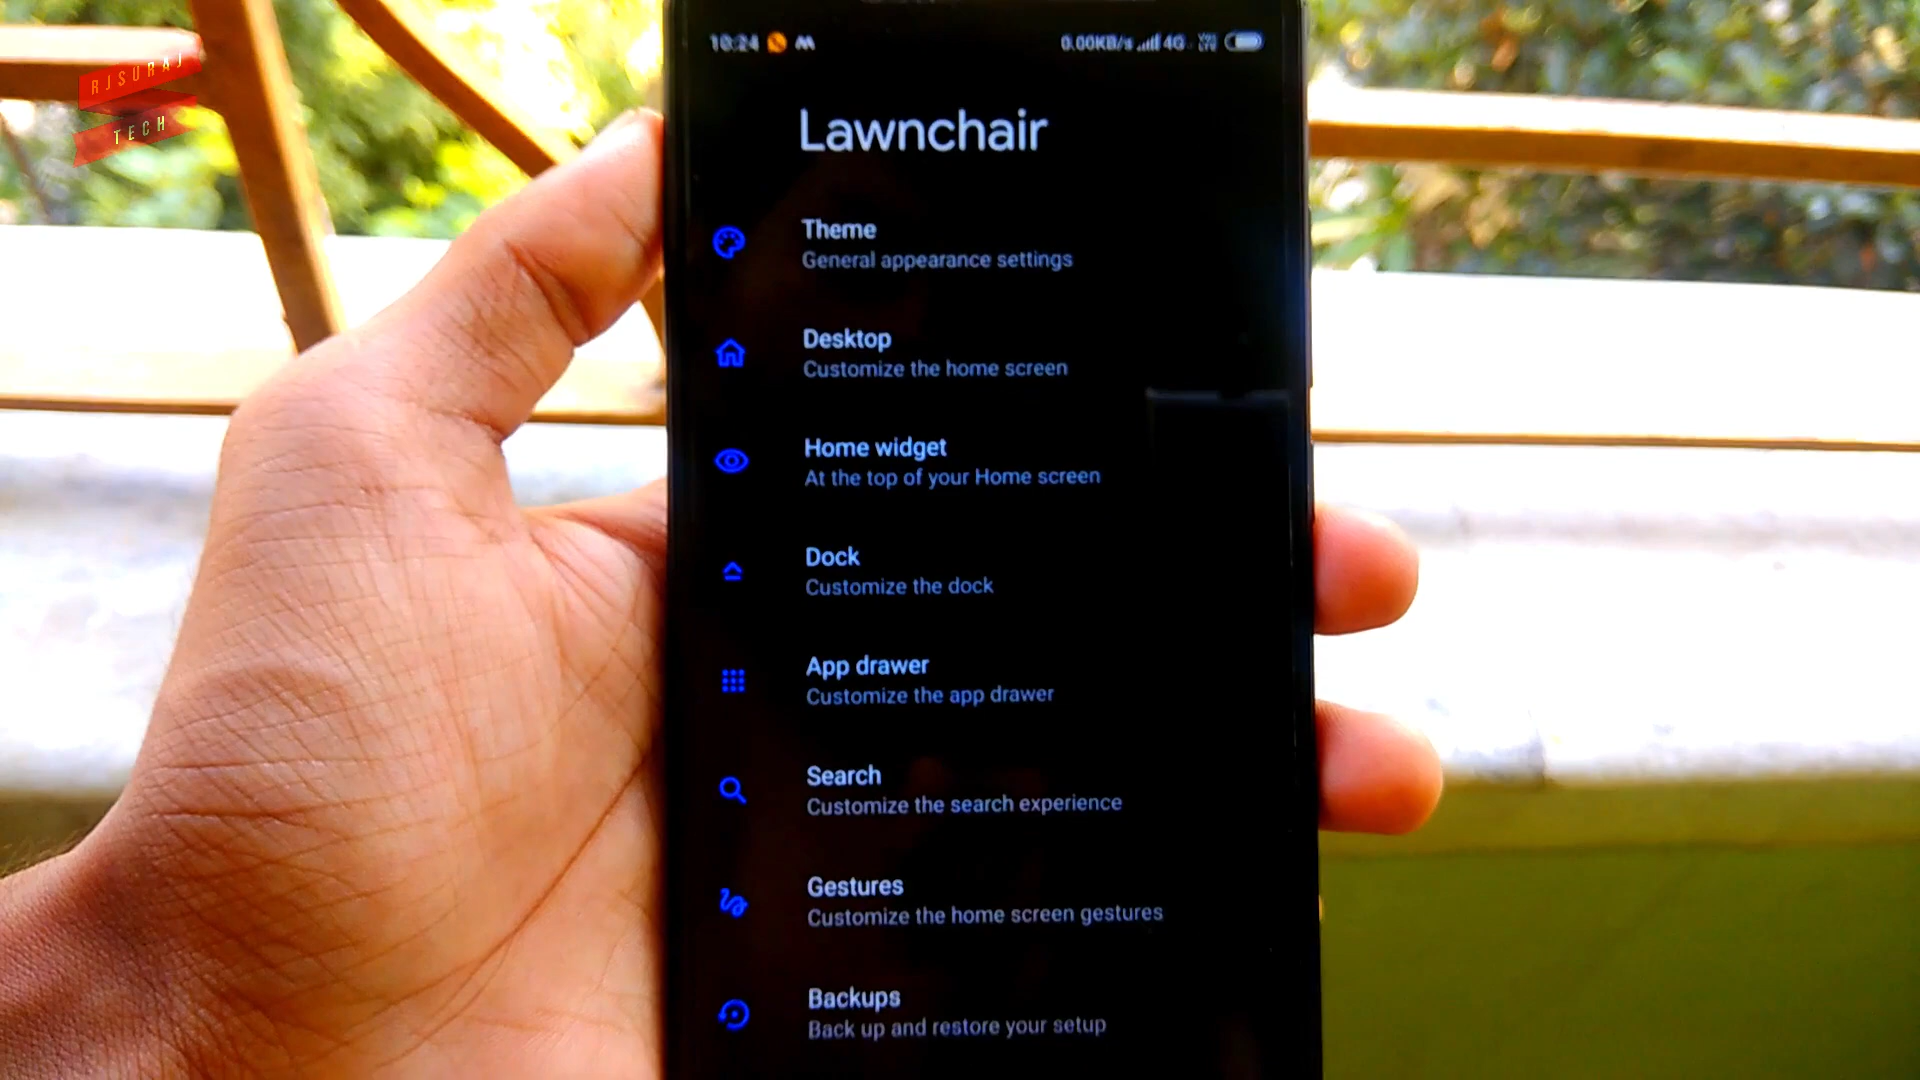 RJSURAJ
TECH
10:24
0.00KB/s 4G
Lawnchair
Theme
General appearance settings
Desktop
Customize the home screen
Home widget
At the top of your Home screen
Dock
Customize the dock
App drawer
Customize the app drawer
Search
Customize the search experience
Gestures
Customize the home screen gestures
Backups
Back up and restore your setup